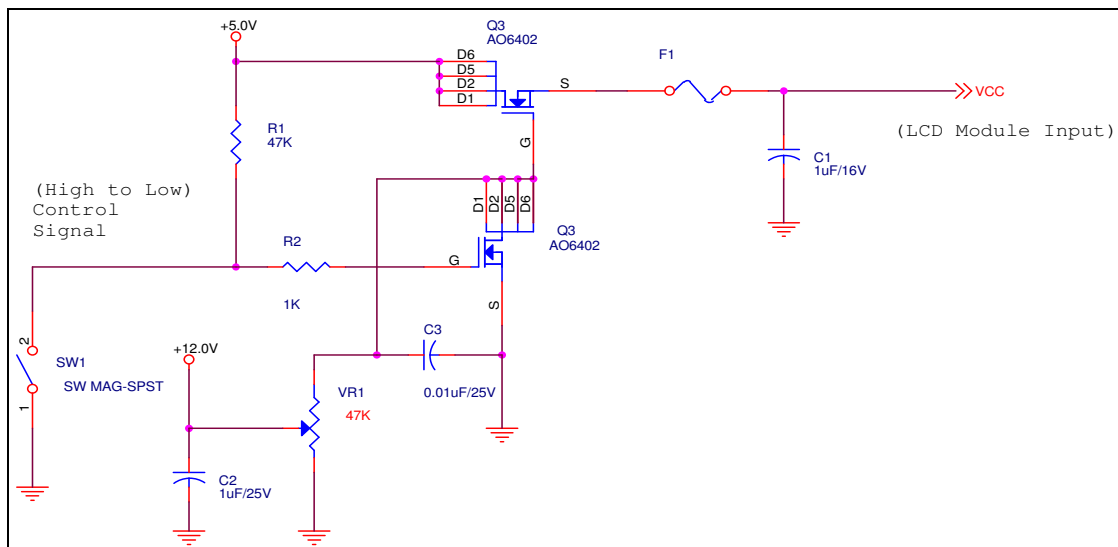 +5.0V
Q3
AO6402
D6
D5
D2
D1
S
G
F1
VCC
(LCD Module Input)
C1
1uF/16V
R1
47K
(High to Low)
Control
Signal
D1
D2
D5
D6
Q3
AO6402
R2
1K
G
S
2
SW1
SW MAG-SPST
1
+12.0V
C3
0.01uF/25V
VR1
47K
C2
1uF/25V